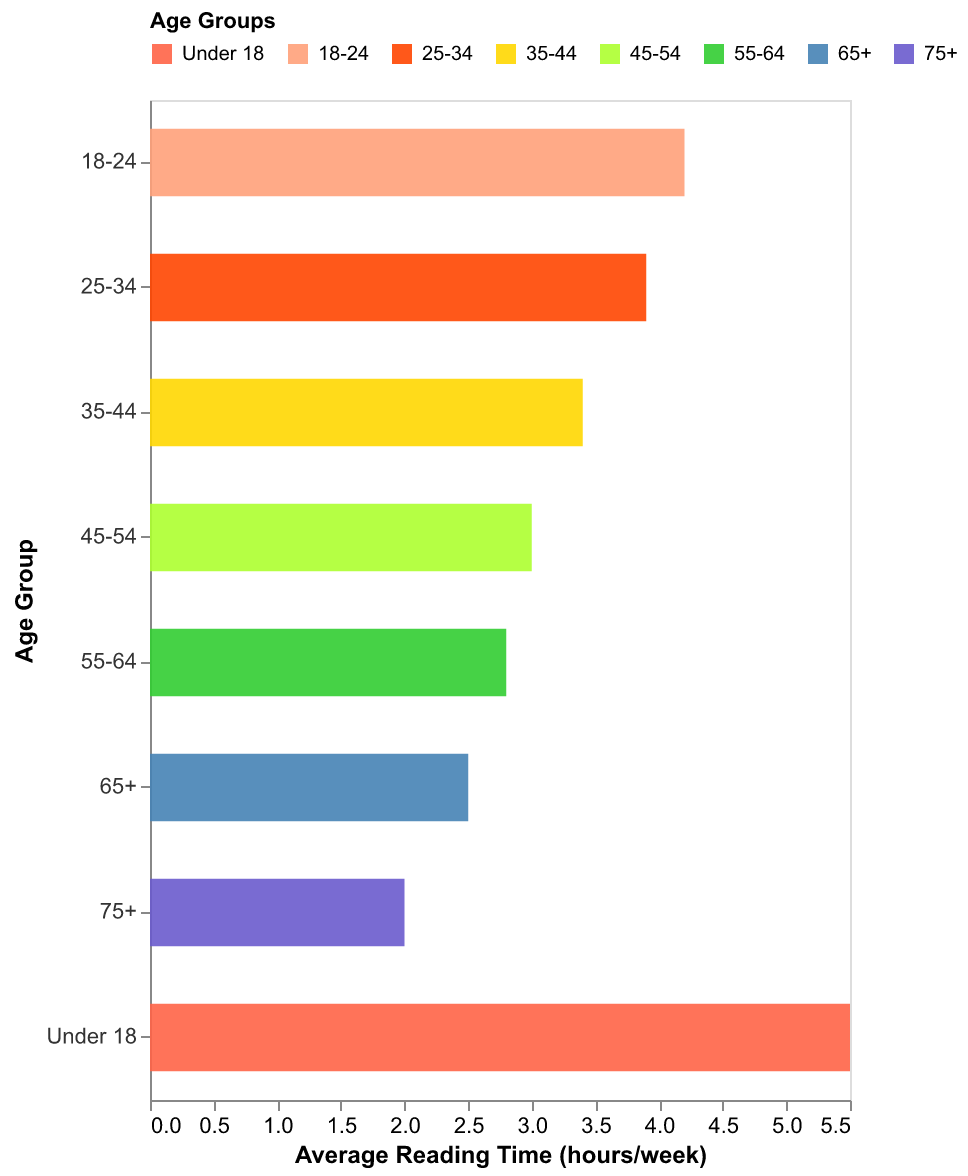 Age Groups
Under 18 18-24 25-34 35-44 45-54 55-64 65+ 75+
18-24
25-34
35-44
45-54
55-64
65+
75+
Under 18
Age Group
0.0 0.5 1.0 1.5 2.0 2.5 3.0 3.5 4.0 4.5 5.0 5.5
Average Reading Time (hours/week)